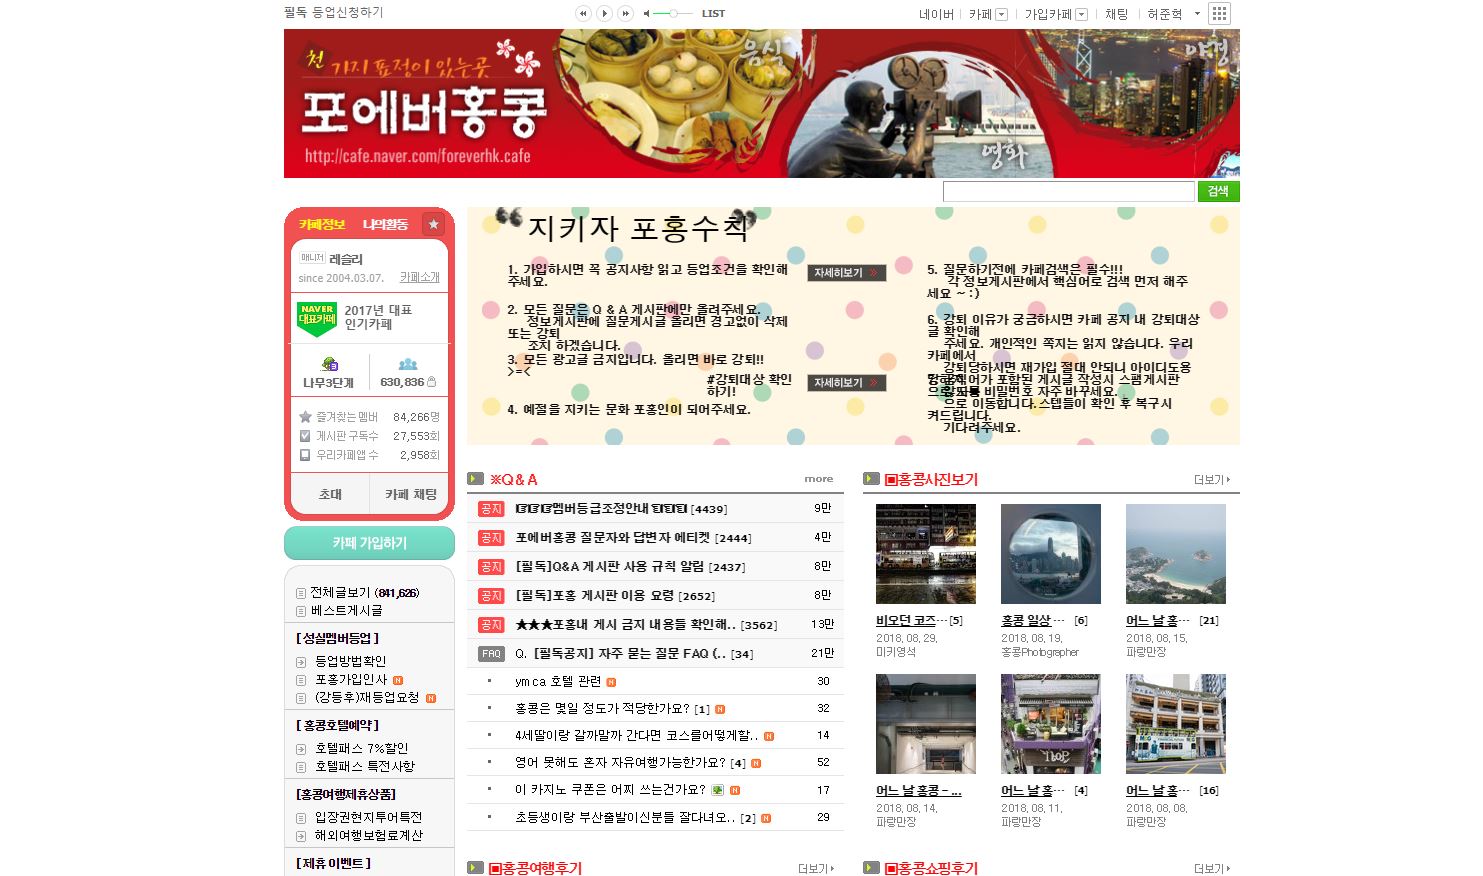 필독 등업신청하기
LIST
네이버
카페
가입카페
채팅
허준혁
천 가지 표정이 있는곳
포에버홍콩
http://cafe.naver.com/foreverhk.cafe
음식
영화
야경
검색
카페정보 나의활동
매니저 레슬리
since 2004.03.07. 카페소개
NAVER
대표카페
2017년 대표
인기카페
나무3단계
630,836
즐겨찾는 멤버 84,266명
게시판 구독수 27,553회
우리카페앱 수 2,958회
초대 카페 채팅
카페 가입하기
전체글보기 (841,626)
베스트게시글
[ 성실멤버등업 ]
등업방법확인
포홍가입인사 N
(강등후)재등업요청 N
[ 홍콩호텔예약 ]
호텔패스 7%할인
호텔패스 특전사항
[홍콩여행제휴상품]
입장권현지투어특전
해외여행보험료계산
[ 제휴 이벤트 ]
지키자 포홍수칙
1. 가입하시면 꼭 공지사항 읽고 등업조건을 확인해
주세요.
자세히보기 »
2. 모든 질문은 Q & A 게시판에만 올려주세요.
정보게시판에 질문게시글 올리면 경고없이 삭제
또는 강퇴
조치 하겠습니다.
3. 모든 광고글 금지입니다. 올리면 바로 강퇴!!
>=<
#강퇴대상 확인
하기!
자세히보기 »
4. 예절을 지키는 문화 포홍인이 되어주세요.
5. 질문하기전에 카페검색은 필수!!!
각 정보게시판에서 핵심어로 검색 먼저 해주
세요 ~ : )
6. 강퇴 이유가 궁금하시면 카페 공지 내 강퇴대상
글 확인해
주세요. 개인적인 쪽지는 읽지 않습니다. 우리
카페에서
강퇴당하시면 재가입 절대 안되니 아이디도용
비밀번호 자주 바꾸세요.
으로 이동합니다. 스텝들이 확인 후 복구시
켜드립니다.
기다려주세요.
※Q & A
more
공지 멤버등급조정안내 [4439] 9만
공지 포에버홍콩 질문자와 답변자 에티켓 [2444] 4만
공지 [필독]Q&A 게시판 사용 규칙 알림 [2437] 8만
공지 [필독]포홍 게시판 이용 요령 [2652] 8만
공지 ★★★포홍내 게시 금지 내용들 확인해.. [3562] 13만
FAQ Q. [필독공지] 자주 묻는 질문 FAQ (.. [34] 21만
ymca 호텔 관련 N 30
홍콩은 몇일 정도가 적당한가요? [1] N 32
4세딸이랑 갈까말까 간다면 코스를어떻게할.. N 14
영어 못해도 혼자 자유여행가능한가요? [4] N 52
이 카지노 쿠폰은 어찌 쓰는건가요? N 17
초등생이랑 부산출발이신분들 잘다녀오.. [2] N 29
▣홍콩사진보기
더보기
비오던 코즈… [5]
2018. 08. 29.
미키영석
홍콩 일상… [6]
2018. 08. 19.
홍콩Photographer
어느 날 홍… [21]
2018. 08. 15.
파랑만장
어느 날 홍콩 - ...
2018. 08. 14.
파랑만장
어느 날 홍… [4]
2018. 08. 11.
파랑만장
어느 날 홍… [16]
2018. 08. 08.
파랑만장
▣홍콩여행후기
더보기
▣홍콩쇼핑후기
더보기